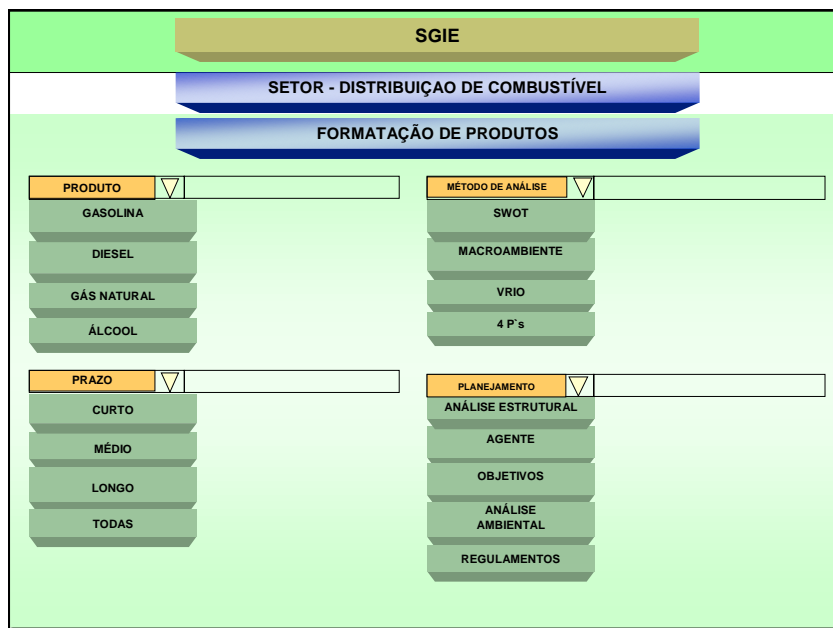 SGIE
SETOR - DISTRIBUIÇAO DE COMBUSTÍVEL
FORMATAÇÃO DE PRODUTOS
PRODUTO
GASOLINA
DIESEL
GÁS NATURAL
ÁLCOOL
MÉTODO DE ANÁLISE
SWOT
MACROAMBIENTE
VRIO
4 P`s
PRAZO
CURTO
MÉDIO
LONGO
TODAS
PLANEJAMENTO
ANÁLISE ESTRUTURAL
AGENTE
OBJETIVOS
ANÁLISE
AMBIENTAL
REGULAMENTOS